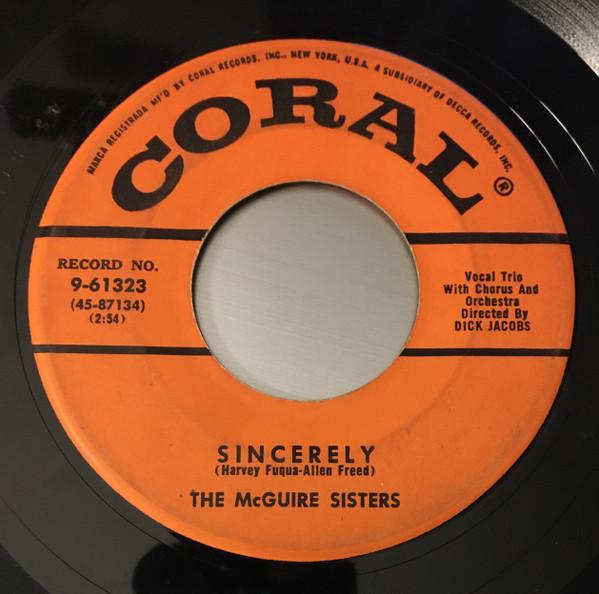 MARCA REGISTRADA MF'D BY CORAL RECORDS, INC., NEW YORK, U.S.A. A SUBSIDIARY OF DECCA RECORDS, INC.
CORAL®
RECORD NO.
9-61323
(45-87134)
(2:54)
Vocal Trio
With Chorus And
Orchestra
Directed By
DICK JACOBS
SINCERELY
(Harvey Fuqua-Allen Freed)
THE McGUIRE SISTERS